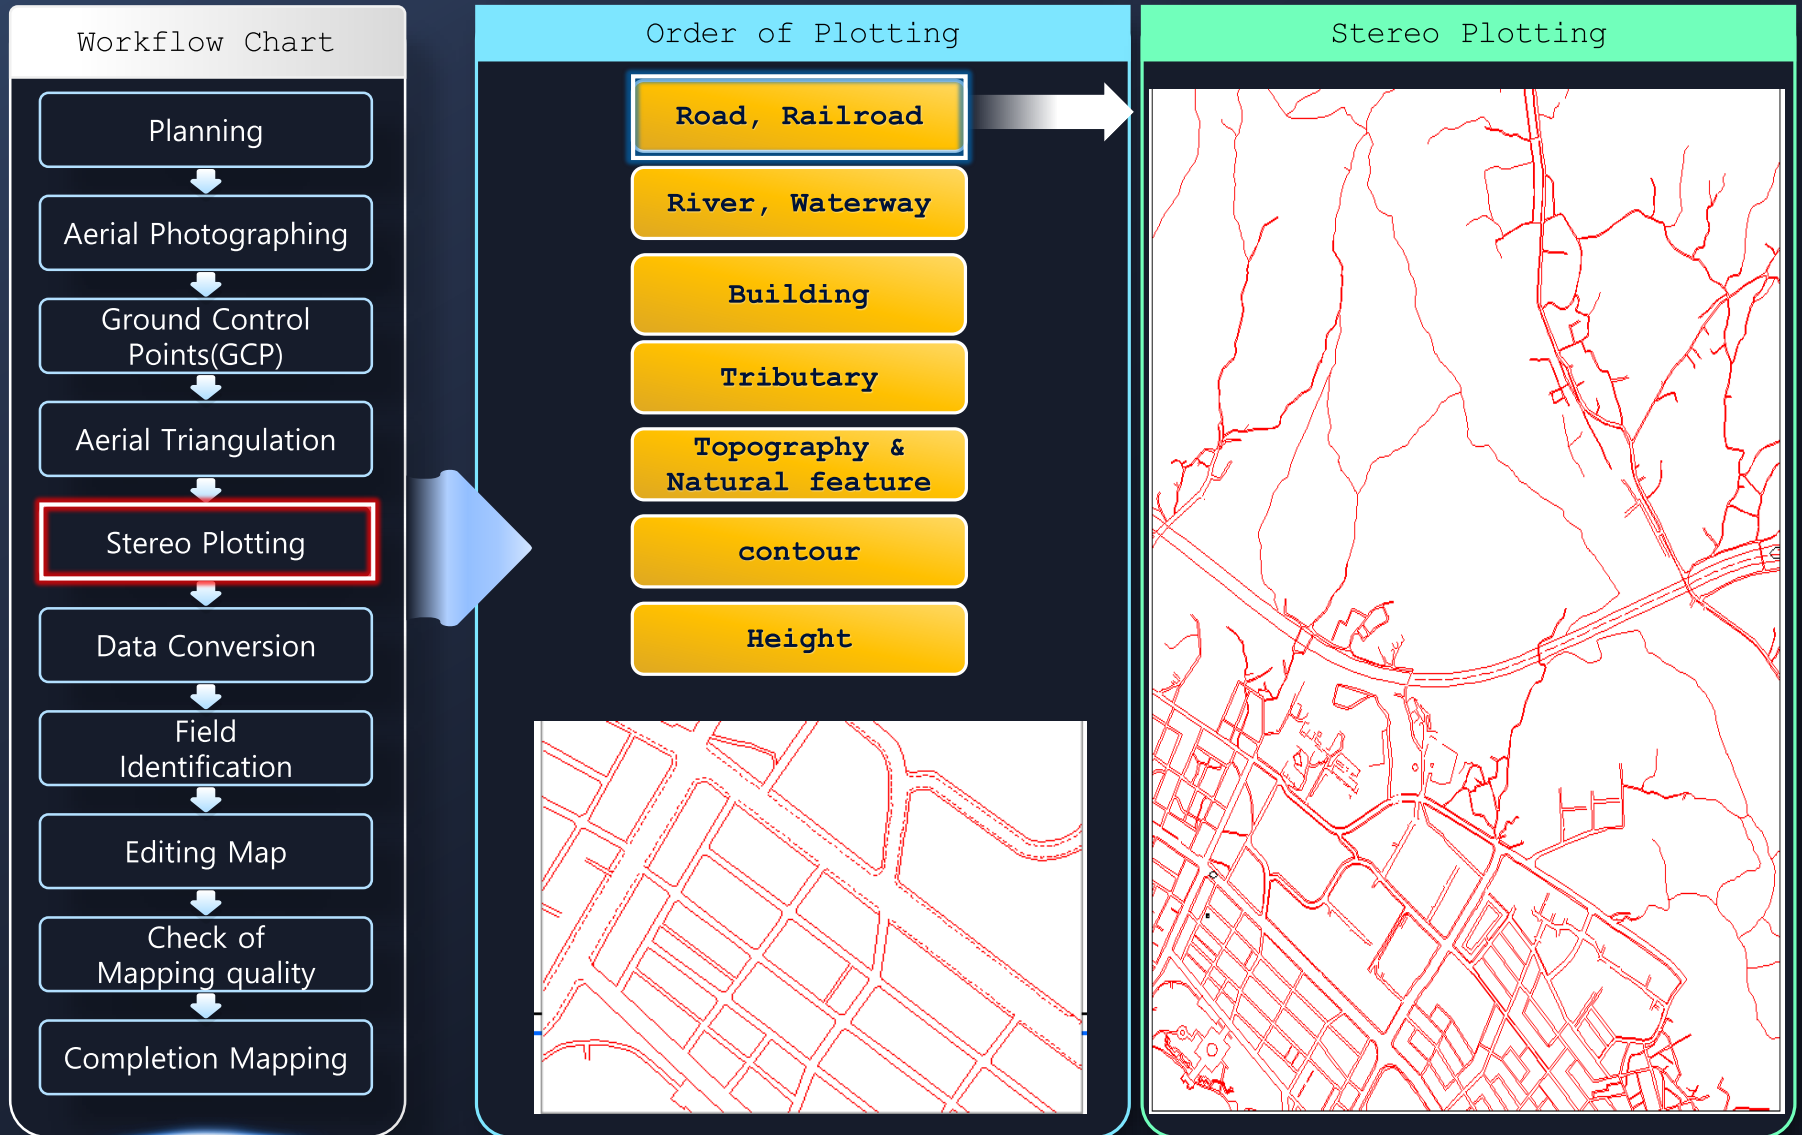 Workflow Chart
Planning
Aerial Photographing
Ground Control
Points(GCP)
Aerial Triangulation
Stereo Plotting
Data Conversion
Field
Identification
Editing Map
Check of
Mapping quality
Completion Mapping
Order of Plotting
Road, Railroad
River, Waterway
Building
Tributary
Topography &
Natural feature
contour
Height
Stereo Plotting